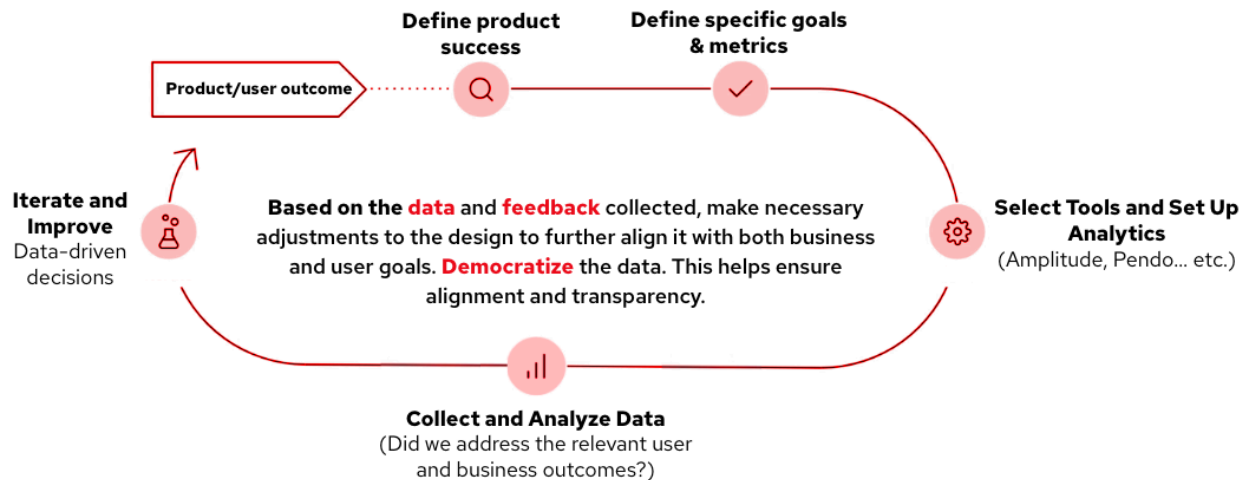 Define product
success
Define specific goals
& metrics
Product/user outcome
Iterate and
Improve
Data-driven
decisions
Based on the data and feedback collected, make necessary
adjustments to the design to further align it with both business
and user goals. Democratize the data. This helps ensure
alignment and transparency.
Select Tools and Set Up
Analytics
(Amplitude, Pendo... etc.)
Collect and Analyze Data
(Did we address the relevant user
and business outcomes?)